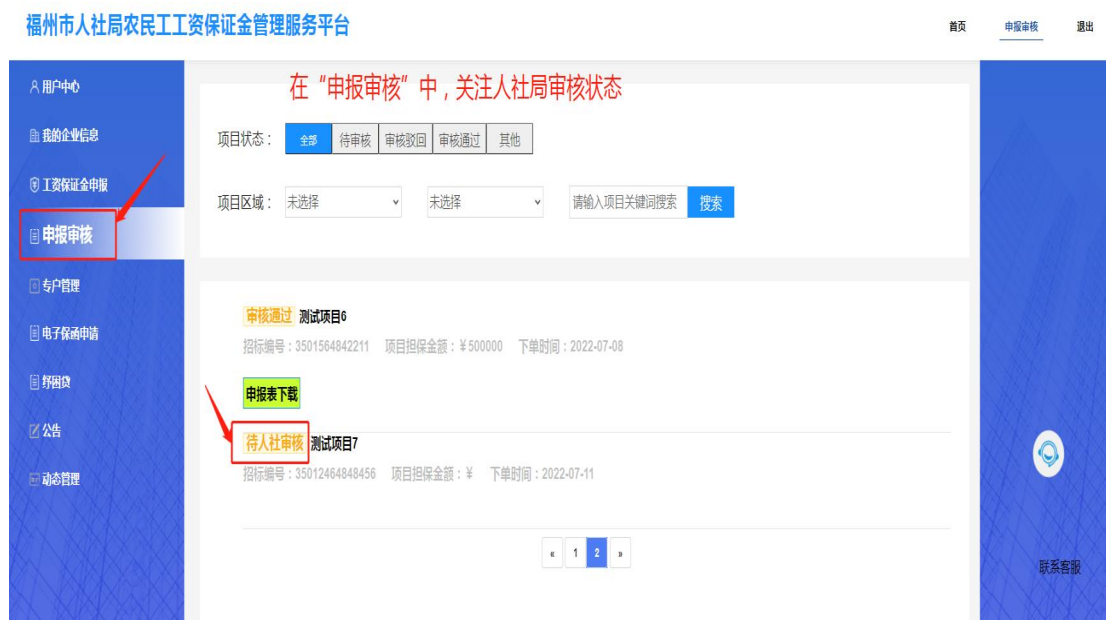 福州市人社局农民工工资保证金管理服务平台
首页 申报审核 退出
用户中心
我的企业信息
工资保证金申报
申报审核
专户管理
电子保函申请
纾困贷
公告
动态管理
在“申报审核”中，关注人社局审核状态
项目状态： 全部 待审核 审核驳回 审核通过 其他
项目区域： 未选择 未选择 请输入项目关键词搜索 搜索
审核通过 测试项目6
招标编号：3501564842211 项目担保金额：¥500000 下单时间：2022-07-08
申报表下载
待人社审核 测试项目7
招标编号：35012464848456 项目担保金额：¥ 下单时间：2022-07-11
« 1 2 »
联系客服